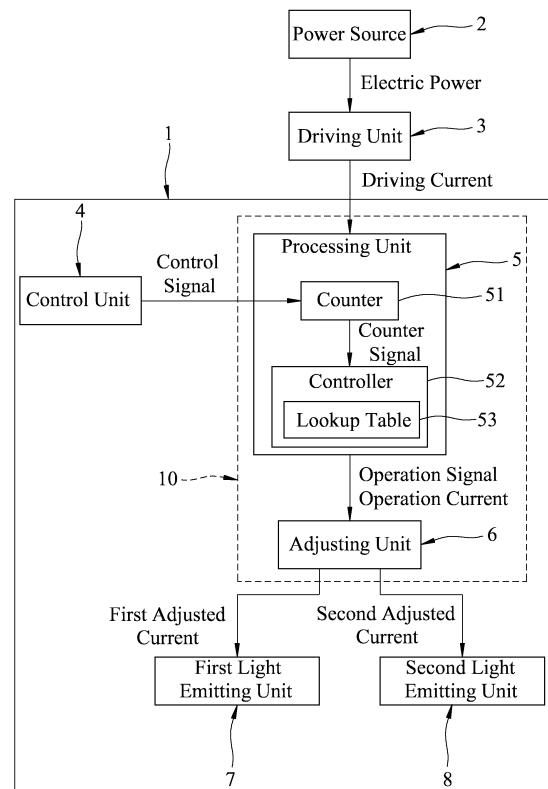 Power Source
2
Electric Power
Driving Unit
3
1
Driving Current
4
Processing Unit
5
Control
Signal
Control Unit
Counter
51
Counter
Signal
Controller
52
Lookup Table
53
10
Operation Signal
Operation Current
Adjusting Unit
6
First Adjusted
Current
Second Adjusted
Current
First Light
Emitting Unit
Second Light
Emitting Unit
7
8